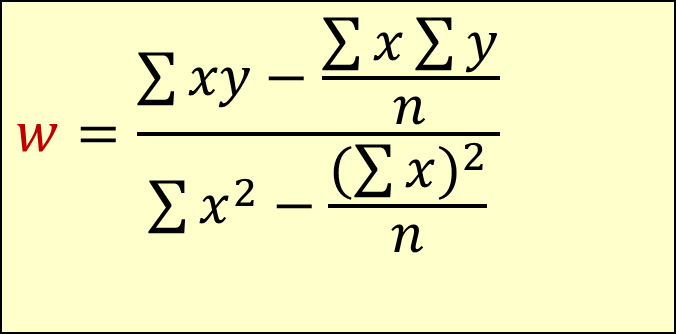 w = (∑ xy − (∑ x ∑ y)/n) / (∑ x² − (∑ x)²/n)